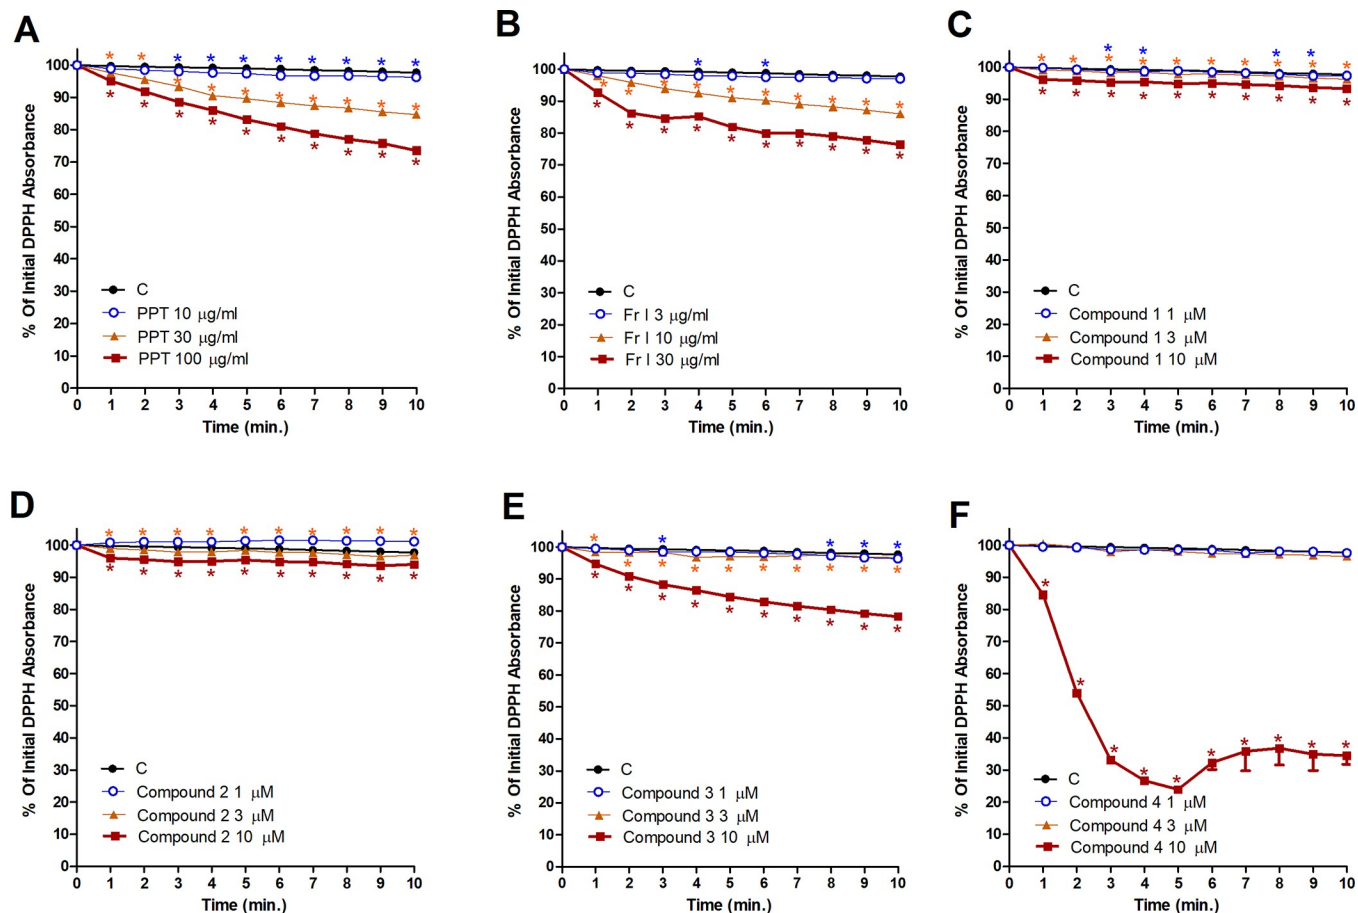 A
% Of Initial DPPH Absorbance
100
90
80
70
60
50
40
30
20
10
0
C
PPT 10 μg/ml
PPT 30 μg/ml
PPT 100 μg/ml
0 1 2 3 4 5 6 7 8 9 10
Time (min.)
B
% Of Initial DPPH Absorbance
100
90
80
70
60
50
40
30
20
10
0
C
Fr I 3 μg/ml
Fr I 10 μg/ml
Fr I 30 μg/ml
0 1 2 3 4 5 6 7 8 9 10
Time (min.)
C
% Of Initial DPPH Absorbance
100
90
80
70
60
50
40
30
20
10
0
C
Compound 1 1 μM
Compound 1 3 μM
Compound 1 10 μM
0 1 2 3 4 5 6 7 8 9 10
Time (min.)
D
% Of Initial DPPH Absorbance
100
90
80
70
60
50
40
30
20
10
0
C
Compound 2 1 μM
Compound 2 3 μM
Compound 2 10 μM
0 1 2 3 4 5 6 7 8 9 10
Time (min.)
E
% Of Initial DPPH Absorbance
100
90
80
70
60
50
40
30
20
10
0
C
Compound 3 1 μM
Compound 3 3 μM
Compound 3 10 μM
0 1 2 3 4 5 6 7 8 9 10
Time (min.)
F
% Of Initial DPPH Absorbance
100
90
80
70
60
50
40
30
20
10
0
C
Compound 4 1 μM
Compound 4 3 μM
Compound 4 10 μM
0 1 2 3 4 5 6 7 8 9 10
Time (min.)